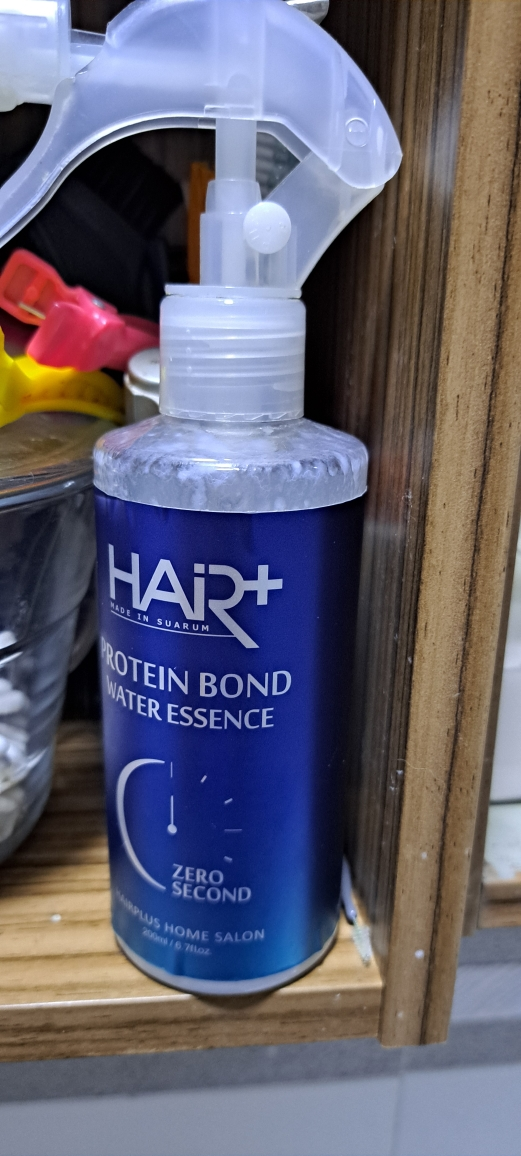 HAiR+
MADE IN SUARUM
PROTEIN BOND
WATER ESSENCE
ZERO
SECOND
HAIRPLUS HOME SALON
200ml / 6.7fl.oz.